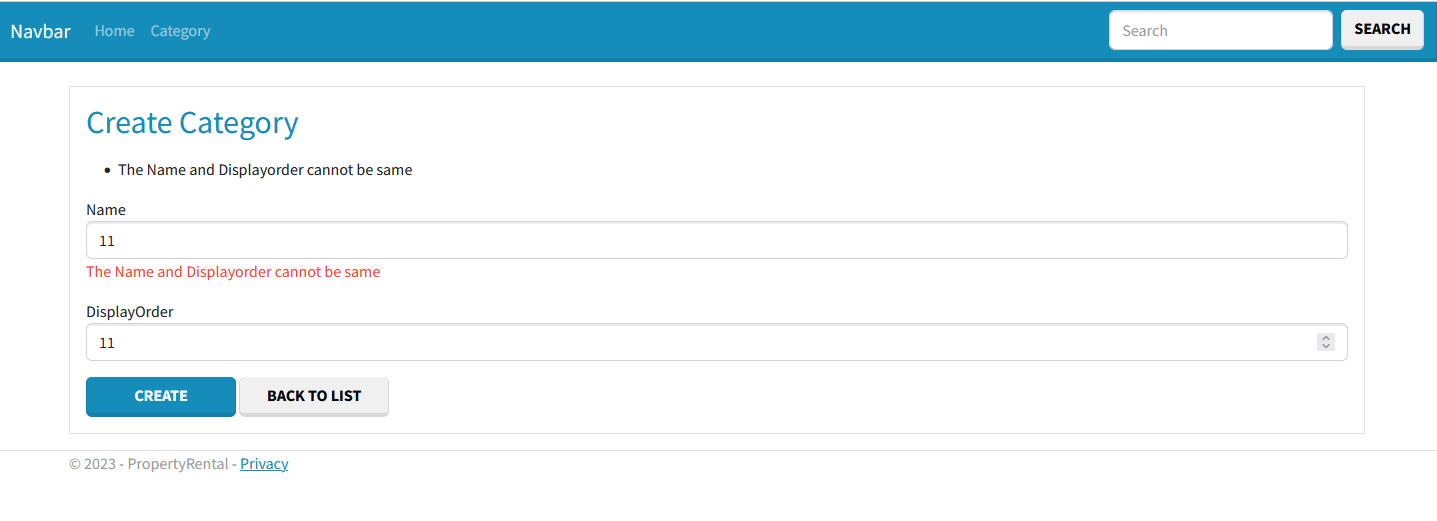 Navbar Home Category Search SEARCH
Create Category
• The Name and Displayorder cannot be same
Name
11
The Name and Displayorder cannot be same
DisplayOrder
11
CREATE BACK TO LIST
© 2023 - PropertyRental - Privacy